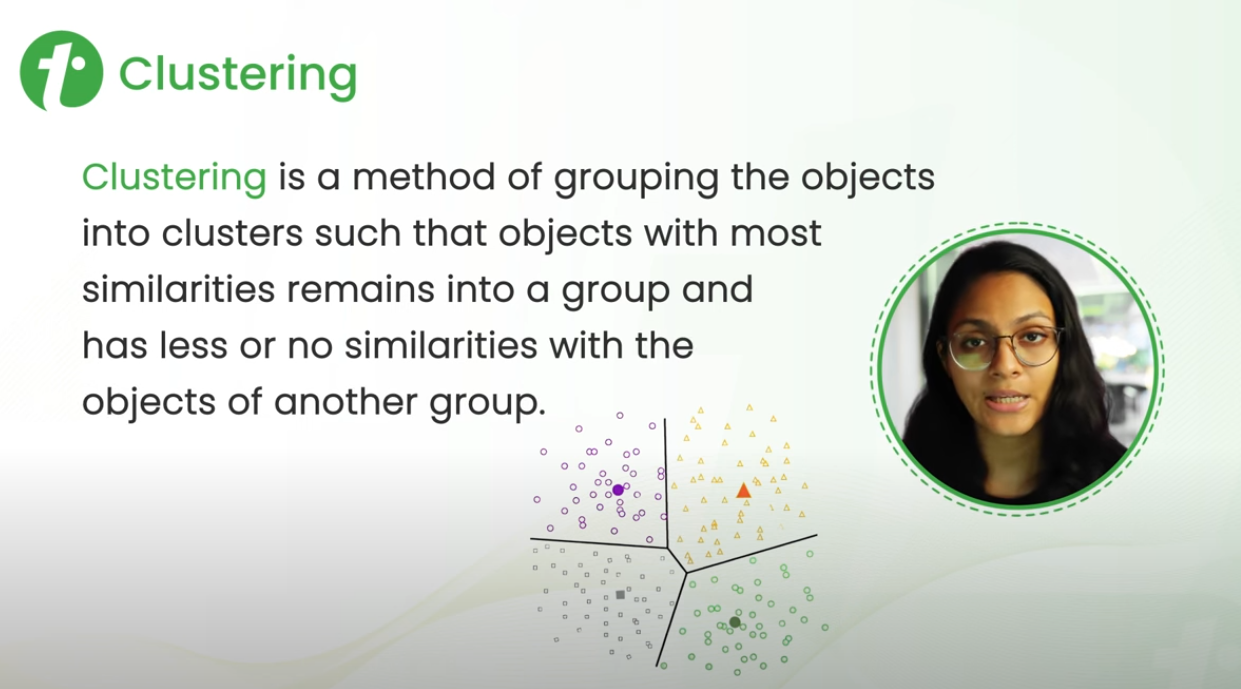 Clustering
Clustering is a method of grouping the objects
into clusters such that objects with most
similarities remains into a group and
has less or no similarities with the
objects of another group.